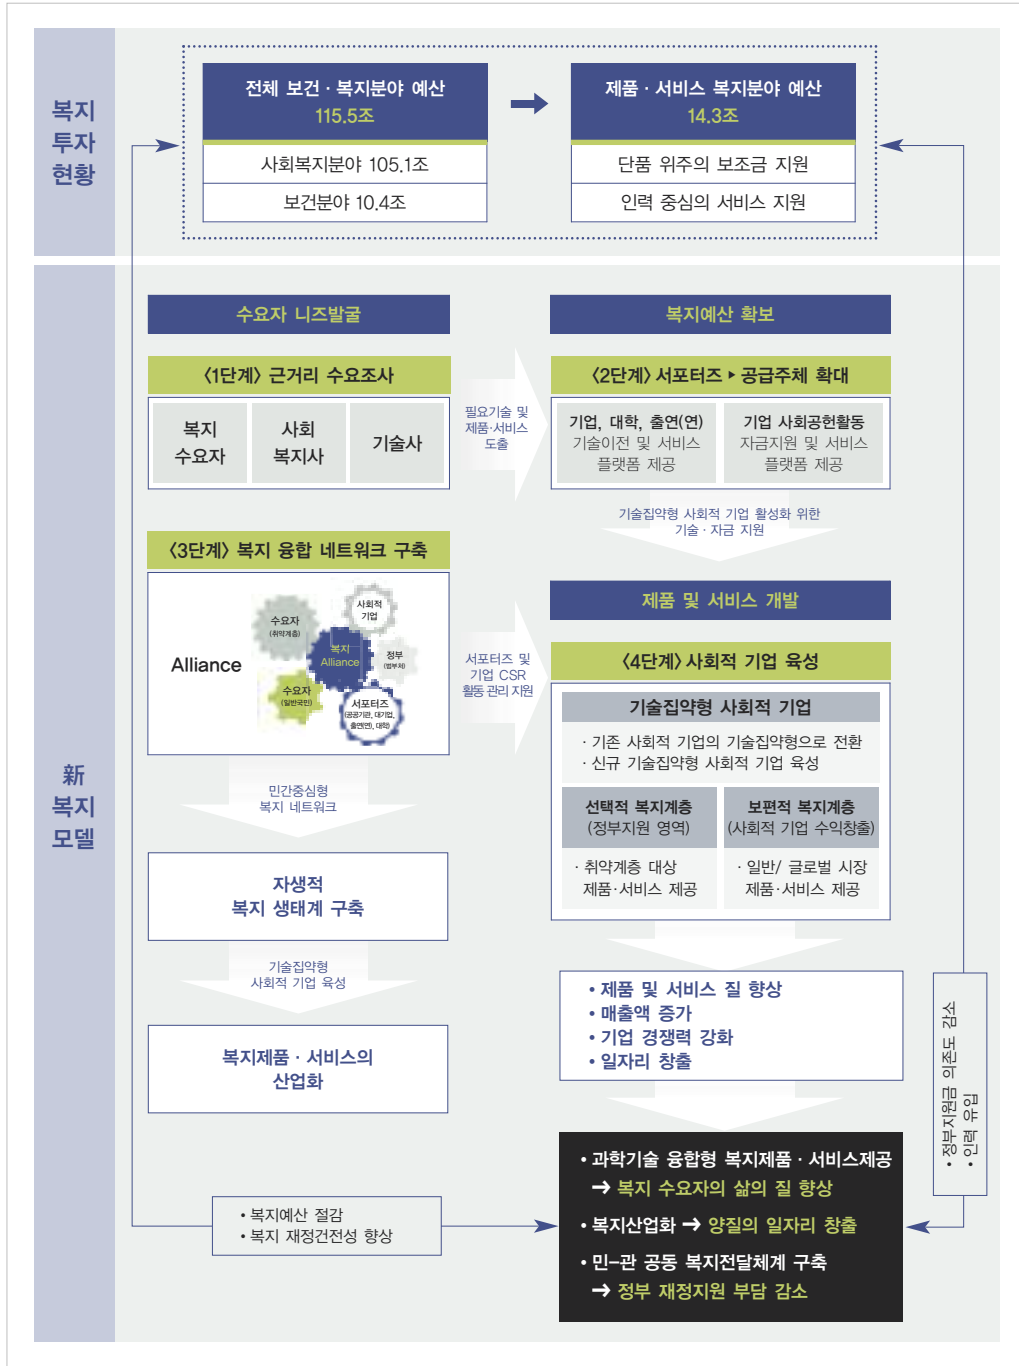 복지
투자
현황
전체 보건 · 복지분야 예산
115.5조
사회복지분야 105.1조
보건분야 10.4조
제품 · 서비스 복지분야 예산
14.3조
단품 위주의 보조금 지원
인력 중심의 서비스 지원
新
복지
모델
수요자 니즈발굴
〈1단계〉 근거리 수요조사
복지
수요자
사회
복지사
기술사
필요기술 및
제품·서비스
도출
복지예산 확보
〈2단계〉 서포터즈 ▸ 공급주체 확대
기업, 대학, 출연(연)
기술이전 및 서비스
플랫폼 제공
기업 사회공헌활동
자금지원 및 서비스
플랫폼 제공
기술집약형 사회적 기업 활성화 위한
기술 · 자금 지원
〈3단계〉 복지 융합 네트워크 구축
Alliance
수요자
(취약계층)
사회적
기업
복지
Alliance
정부
(범부처)
수요자
(일반국민)
서포터즈
(공공기관, 대기업,
출연(연), 대학)
서포터즈 및
기업 CSR
활동 관리 지원
제품 및 서비스 개발
〈4단계〉 사회적 기업 육성
기술집약형 사회적 기업
· 기존 사회적 기업의 기술집약형으로 전환
· 신규 기술집약형 사회적 기업 육성
선택적 복지계층
(정부지원 영역)
· 취약계층 대상
제품·서비스 제공
보편적 복지계층
(사회적 기업 수익창출)
· 일반/ 글로벌 시장
제품·서비스 제공
민간중심형
복지 네트워크
자생적
복지 생태계 구축
기술집약형
사회적 기업 육성
복지제품 · 서비스의
산업화
• 제품 및 서비스 질 향상
• 매출액 증가
• 기업 경쟁력 강화
• 일자리 창출
• 정부지원금 의존도 감소
• 인력 유입
• 복지예산 절감
• 복지 재정건전성 향상
• 과학기술 융합형 복지제품 · 서비스제공
→ 복지 수요자의 삶의 질 향상
• 복지산업화 → 양질의 일자리 창출
• 민–관 공동 복지전달체계 구축
→ 정부 재정지원 부담 감소